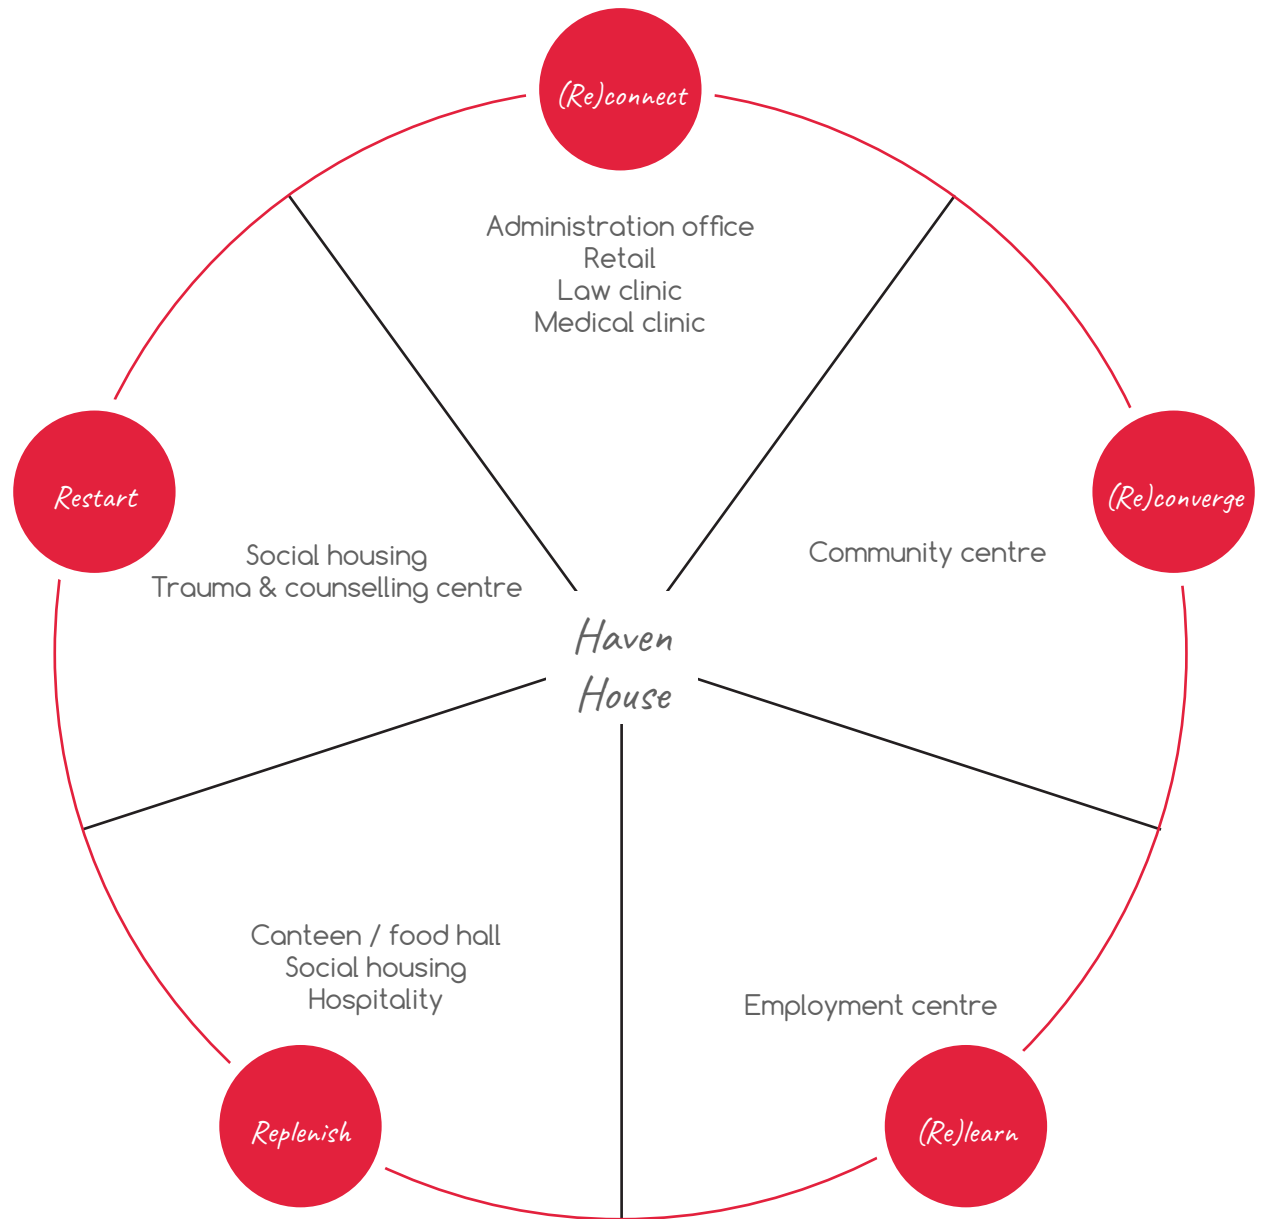 (Re)connect
Administration office
Retail
Law clinic
Medical clinic
Restart
(Re)converge
Social housing
Trauma & counselling centre
Community centre
Haven
House
Canteen / food hall
Social housing
Hospitality
Employment centre
Replenish
(Re)learn